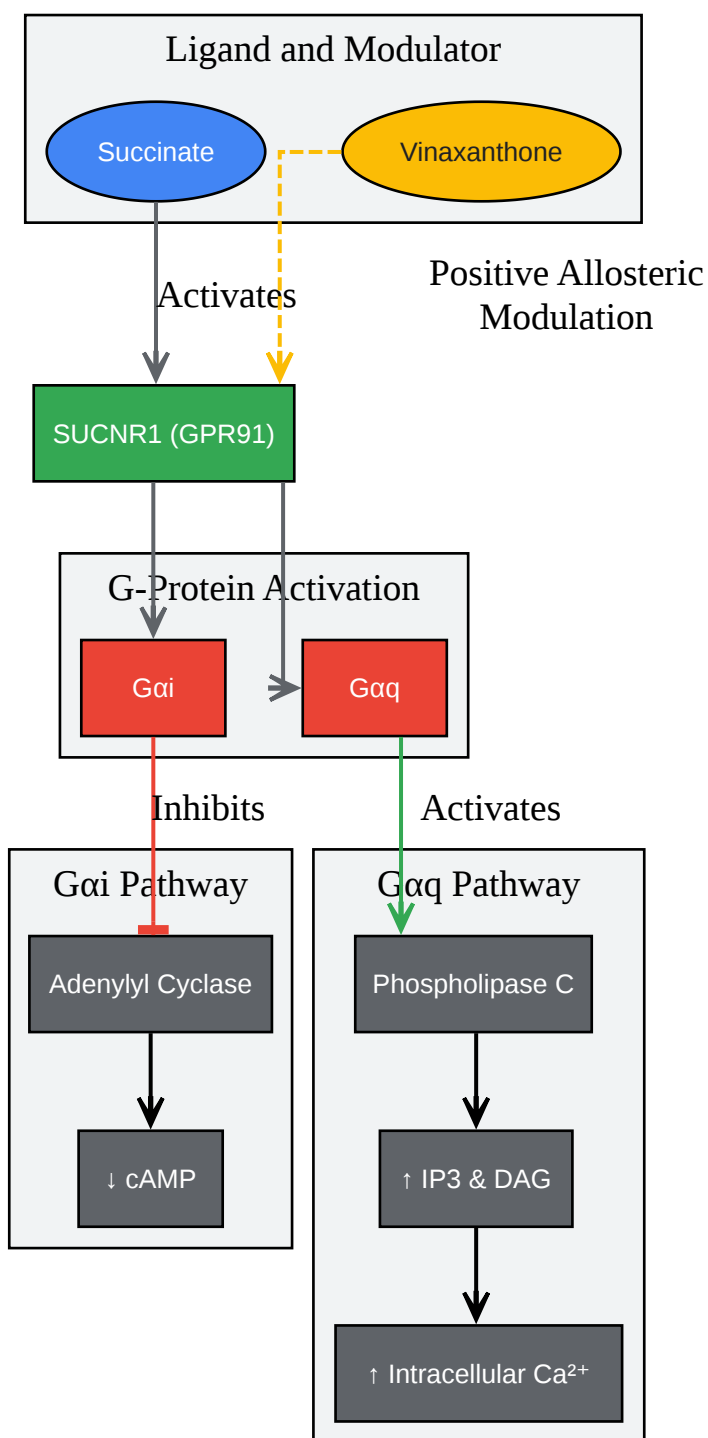 Ligand and Modulator
Succinate
Vinaxanthone
Activates
Positive Allosteric
Modulation
SUCNR1 (GPR91)
G-Protein Activation
Gαi
Gαq
Inhibits
Activates
Gαi Pathway
Gαq Pathway
Adenylyl Cyclase
Phospholipase C
↓ cAMP
↑ IP3 & DAG
↑ Intracellular Ca²⁺